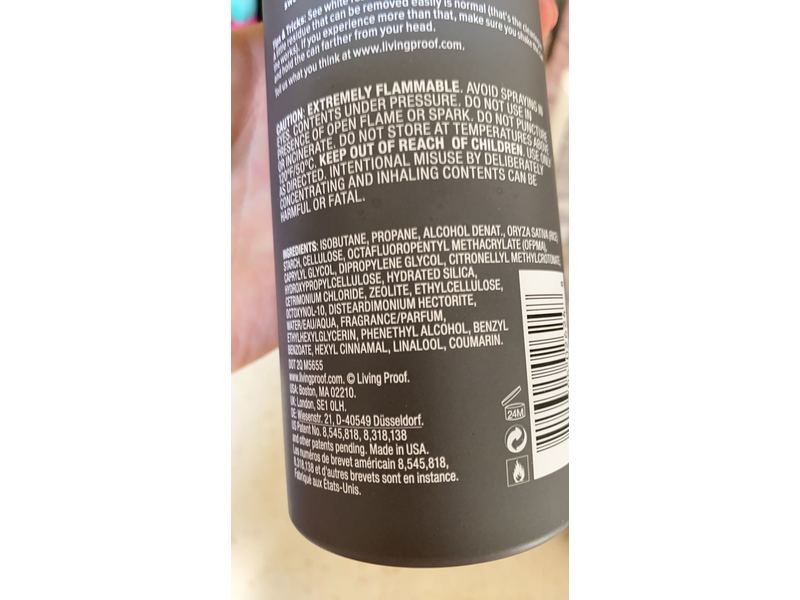 Tips & Tricks: See white
A little residue that can be removed easily is normal (that's the
the works). If you experience more than that, make sure you shake the
and hold the can farther from your head.
Tell us what you think at www.livingproof.com.
CAUTION: EXTREMELY FLAMMABLE. AVOID SPRAYING IN
EYES. CONTENTS UNDER PRESSURE. DO NOT USE IN
PRESENCE OF OPEN FLAME OR SPARK. DO NOT PUNCTURE
OR INCINERATE. DO NOT STORE AT TEMPERATURES ABOVE
120°F/50°C. KEEP OUT OF REACH OF CHILDREN. USE ONLY
AS DIRECTED. INTENTIONAL MISUSE BY DELIBERATELY
CONCENTRATING AND INHALING CONTENTS CAN BE
HARMFUL OR FATAL.
INGREDIENTS: ISOBUTANE, PROPANE, ALCOHOL DENAT., ORYZA SATIVA (RICE)
STARCH, CELLULOSE, OCTAFLUOROPENTYL METHACRYLATE (OFPMA),
CAPRYLYL GLYCOL, DIPROPYLENE GLYCOL, CITRONELLYL METHYLCROTONATE,
HYDROXYPROPYLCELLULOSE, HYDRATED SILICA,
CETRIMONIUM CHLORIDE, ZEOLITE, ETHYLCELLULOSE,
OCTOXYNOL-10, DISTEARDIMONIUM HECTORITE,
WATER/EAU/AQUA, FRAGRANCE/PARFUM,
ETHYLHEXYLGLYCERIN, PHENETHYL ALCOHOL, BENZYL
BENZOATE, HEXYL CINNAMAL, LINALOOL, COUMARIN.
DOT 2Q M5655
www.livingproof.com. © Living Proof.
USA: Boston, MA 02210.
UK: London, SE1 0LH.
DE: Wiesenstr. 21, D-40549 Düsseldorf.
US Patent No. 8,545,818, 8,318,138
and other patents pending. Made in USA.
Les numéros de brevet américain 8,545,818,
8,318,138 et d'autres brevets sont en instance.
Fabriqué aux États-Unis.
24M